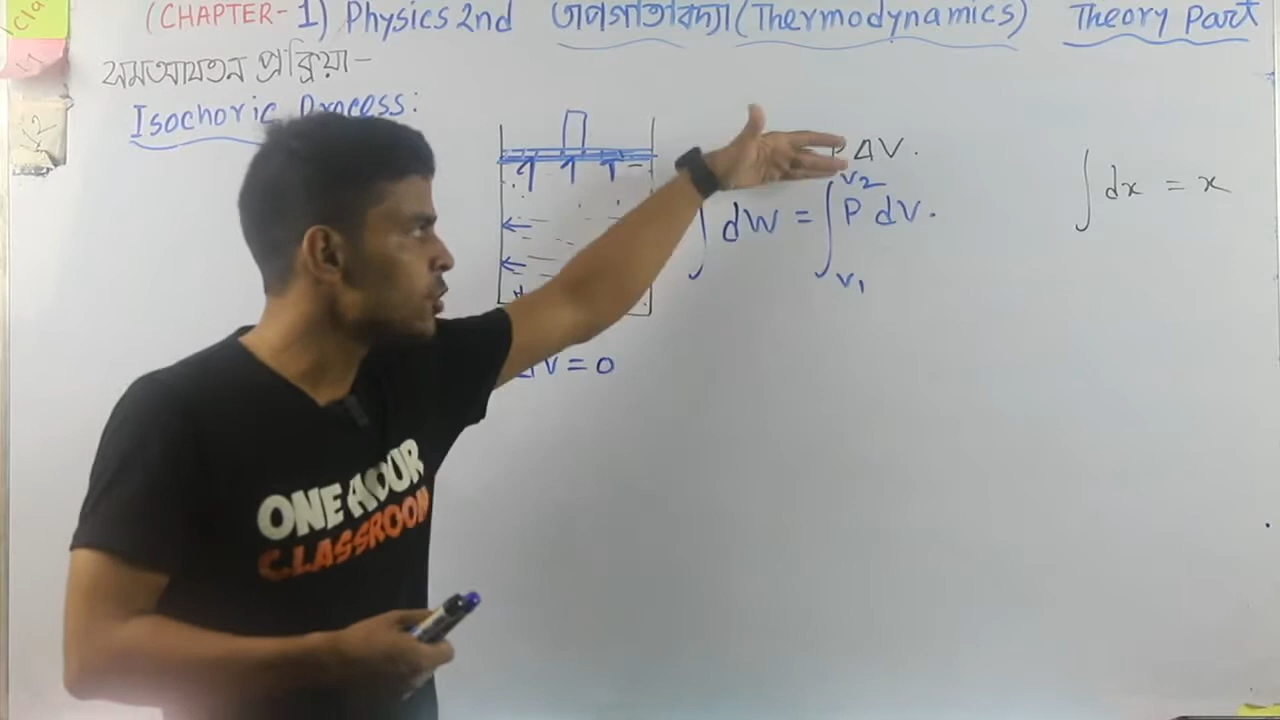 (CHAPTER-1) Physics 2nd তাপগতিবিদ্যা (Thermodynamics) Theory Part
সমআয়তন প্রক্রিয়া-
Isochoric Process:
P ΔV.
∫ dW = ∫ P dV.
V2
V1
∫ dx = x
ΔV = 0
ONE HOUR
CLASSROOM